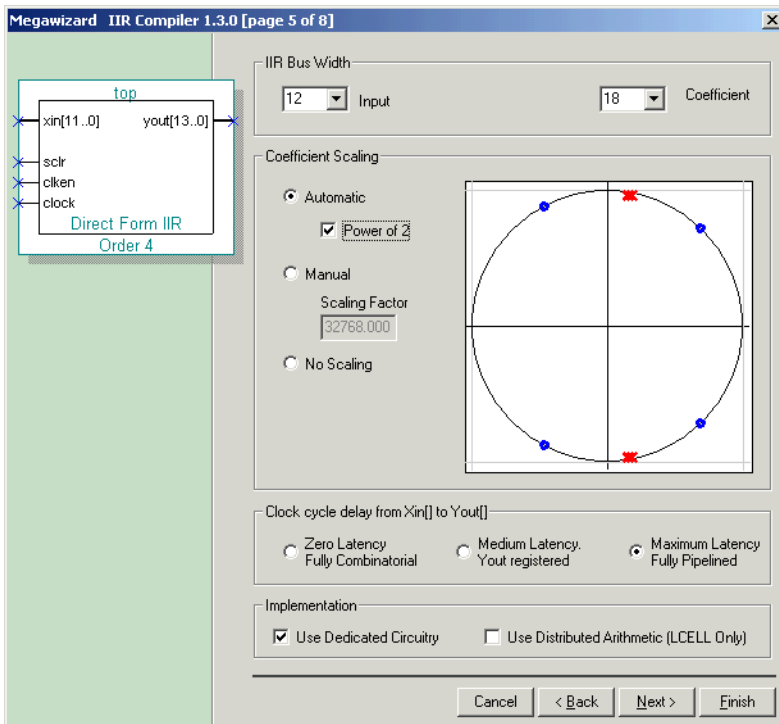 Megawizard IIR Compiler 1.3.0 [page 5 of 8]
top
xin[11..0] yout[13..0]
sclr
clken
clock
Direct Form IIR
Order 4
IIR Bus Width
12 Input 18 Coefficient
Coefficient Scaling
Automatic
Power of 2
Manual
Scaling Factor
32768.000
No Scaling
Clock cycle delay from Xin[] to Yout[]
Zero Latency
Fully Combinatorial
Medium Latency.
Yout registered
Maximum Latency
Fully Pipelined
Implementation
Use Dedicated Circuitry Use Distributed Arithmetic (LCELL Only)
Cancel < Back Next > Finish